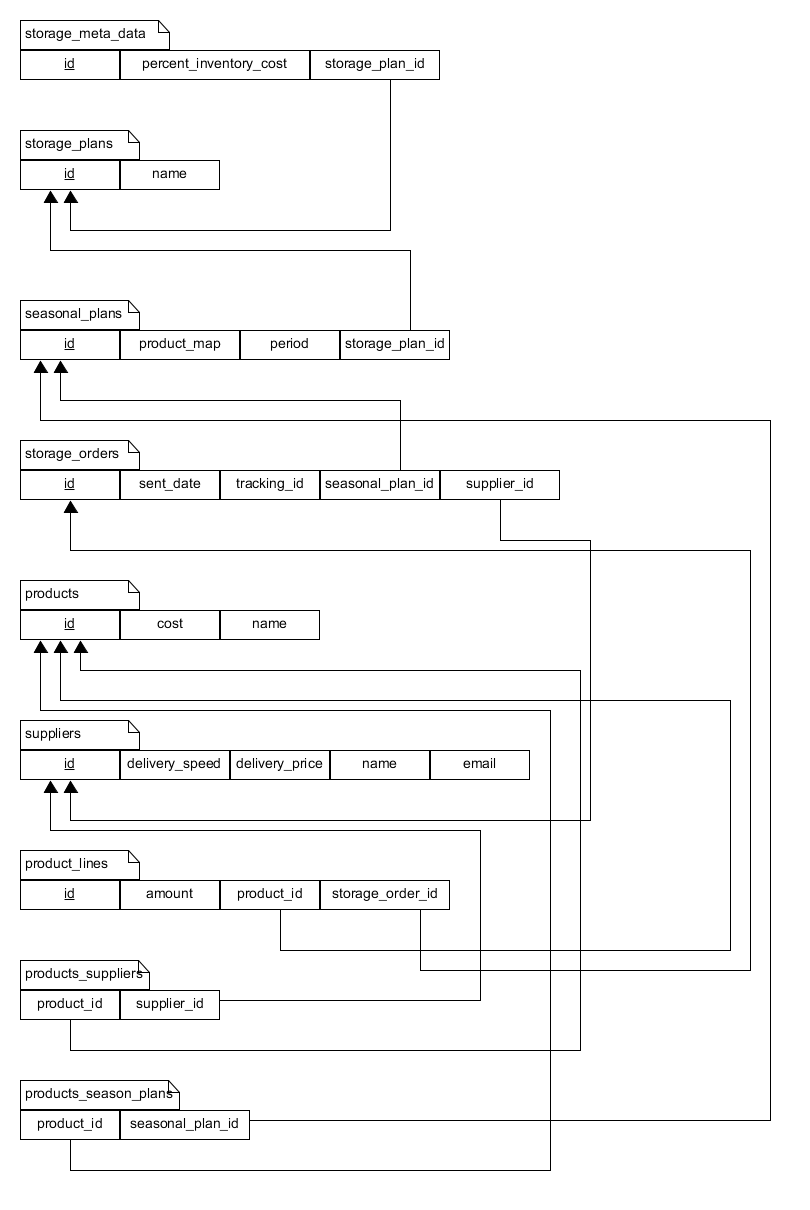 storage_meta_data
id percent_inventory_cost storage_plan_id
storage_plans
id name
seasonal_plans
id product_map period storage_plan_id
storage_orders
id sent_date tracking_id seasonal_plan_id supplier_id
products
id cost name
suppliers
id delivery_speed delivery_price name email
product_lines
id amount product_id storage_order_id
products_suppliers
product_id supplier_id
products_season_plans
product_id seasonal_plan_id